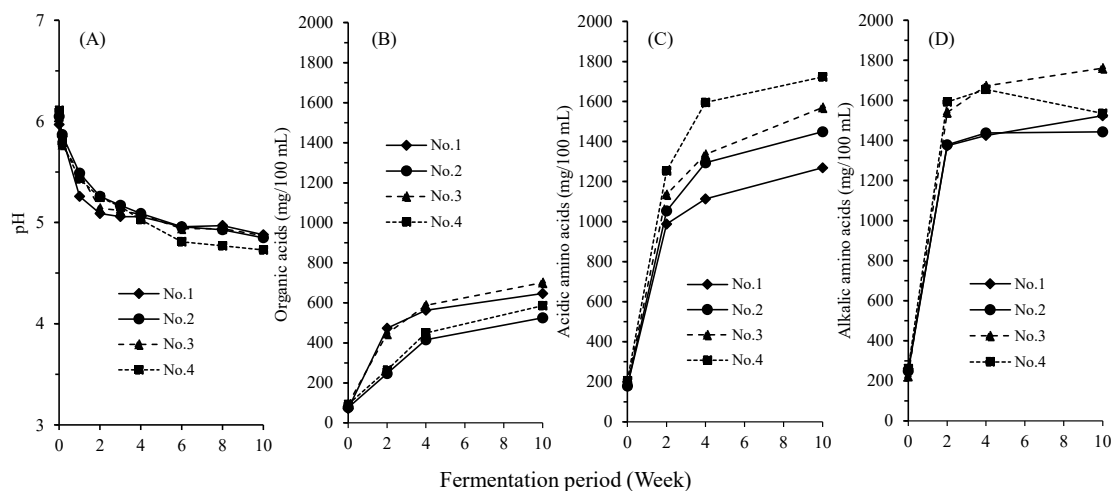 (A)
7
6
5
4
3
pH
0 2 4 6 8 10
No.1
No.2
No.3
No.4
(B)
2000
1800
1600
1400
1200
1000
800
600
400
200
0
Organic acids (mg/100 mL)
0 2 4 6 8 10
No.1
No.2
No.3
No.4
(C)
2000
1800
1600
1400
1200
1000
800
600
400
200
0
Acidic amino acids (mg/100 mL)
0 2 4 6 8 10
No.1
No.2
No.3
No.4
(D)
2000
1800
1600
1400
1200
1000
800
600
400
200
0
Alkalic amino acids (mg/100 mL)
0 2 4 6 8 10
No.1
No.2
No.3
No.4
Fermentation period (Week)